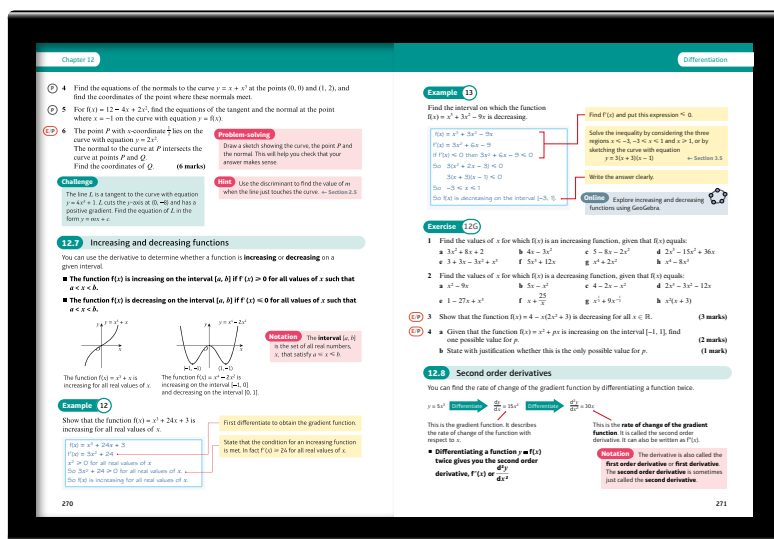 Chapter 12
P 4 Find the equations of the normals to the curve y = x + x³ at the points (0, 0) and (1, 2), and
find the coordinates of the point where these normals meet.
P 5 For f(x) = 12 − 4x + 2x², find the equations of the tangent and the normal at the point
where x = −1 on the curve with equation y = f(x).
E/P 6 The point P with x-coordinate ½ lies on the
curve with equation y = 2x².
The normal to the curve at P intersects the
curve at points P and Q.
Find the coordinates of Q. (6 marks)
Problem-solving
Draw a sketch showing the curve, the point P and
the normal. This will help you check that your
answer makes sense.
Challenge
The line L is a tangent to the curve with equation
y = 4x² + 1. L cuts the y-axis at (0, −8) and has a
positive gradient. Find the equation of L in the
form y = mx + c.
Hint Use the discriminant to find the value of m
when the line just touches the curve. ← Section 2.5
12.7 Increasing and decreasing functions
You can use the derivative to determine whether a function is increasing or decreasing on a
given interval.
■ The function f(x) is increasing on the interval [a, b] if f′(x) ⩾ 0 for all values of x such that
a < x < b.
■ The function f(x) is decreasing on the interval [a, b] if f′(x) ⩽ 0 for all values of x such that
a < x < b.
y y = x³ + x
O x
y y = x⁴ − 2x²
O x
(−1, −1) (1, −1)
The function f(x) = x³ + x is
increasing for all real values of x.
The function f(x) = x⁴ − 2x² is
increasing on the interval [−1, 0]
and decreasing on the interval [0, 1].
Notation The interval [a, b]
is the set of all real numbers,
x, that satisfy a ⩽ x ⩽ b.
Example 12
Show that the function f(x) = x³ + 24x + 3 is
increasing for all real values of x.
f(x) = x³ + 24x + 3
f′(x) = 3x² + 24
x² ⩾ 0 for all real values of x
So 3x² + 24 ⩾ 0 for all real values of x.
So f(x) is increasing for all real values of x.
First differentiate to obtain the gradient function.
State that the condition for an increasing function
is met. In fact f′(x) ⩾ 24 for all real values of x.
270
Differentiation
Example 13
Find the interval on which the function
f(x) = x³ + 3x² − 9x is decreasing.
f(x) = x³ + 3x² − 9x
f′(x) = 3x² + 6x − 9
If f′(x) ⩽ 0 then 3x² + 6x − 9 ⩽ 0
So 3(x² + 2x − 3) ⩽ 0
3(x + 3)(x − 1) ⩽ 0
So −3 ⩽ x ⩽ 1
So f(x) is decreasing on the interval [−3, 1].
Find f′(x) and put this expression ⩽ 0.
Solve the inequality by considering the three
regions x ⩽ −3, −3 ⩽ x ⩽ 1 and x ⩾ 1, or by
sketching the curve with equation
y = 3(x + 3)(x − 1) ← Section 3.5
Write the answer clearly.
Online Explore increasing and decreasing
functions using GeoGebra.
Exercise 12G
1 Find the values of x for which f(x) is an increasing function, given that f(x) equals:
a 3x² + 8x + 2 b 4x − 3x² c 5 − 8x − 2x² d 2x³ − 15x² + 36x
e 3 + 3x − 3x² + x³ f 5x³ + 12x g x⁴ + 2x² h x⁴ − 8x³
2 Find the values of x for which f(x) is a decreasing function, given that f(x) equals:
a x² − 9x b 5x − x² c 4 − 2x − x² d 2x³ − 3x² − 12x
e 1 − 27x + x³ f x + 25/x g x^½ + 9x^−½ h x²(x + 3)
E/P 3 Show that the function f(x) = 4 − x(2x² + 3) is decreasing for all x ∈ ℝ. (3 marks)
E/P 4 a Given that the function f(x) = x² + px is increasing on the interval [−1, 1], find
one possible value for p. (2 marks)
b State with justification whether this is the only possible value for p. (1 mark)
12.8 Second order derivatives
You can find the rate of change of the gradient function by differentiating a function twice.
y = 5x³ Differentiate dy/dx = 15x² Differentiate d²y/dx² = 30x
This is the gradient function. It describes
the rate of change of the function with
respect to x.
This is the rate of change of the gradient
function. It is called the second order
derivative. It can also be written as f″(x).
■ Differentiating a function y = f(x)
twice gives you the second order
derivative, f″(x) or d²y/dx²
Notation The derivative is also called the
first order derivative or first derivative.
The second order derivative is sometimes
just called the second derivative.
271